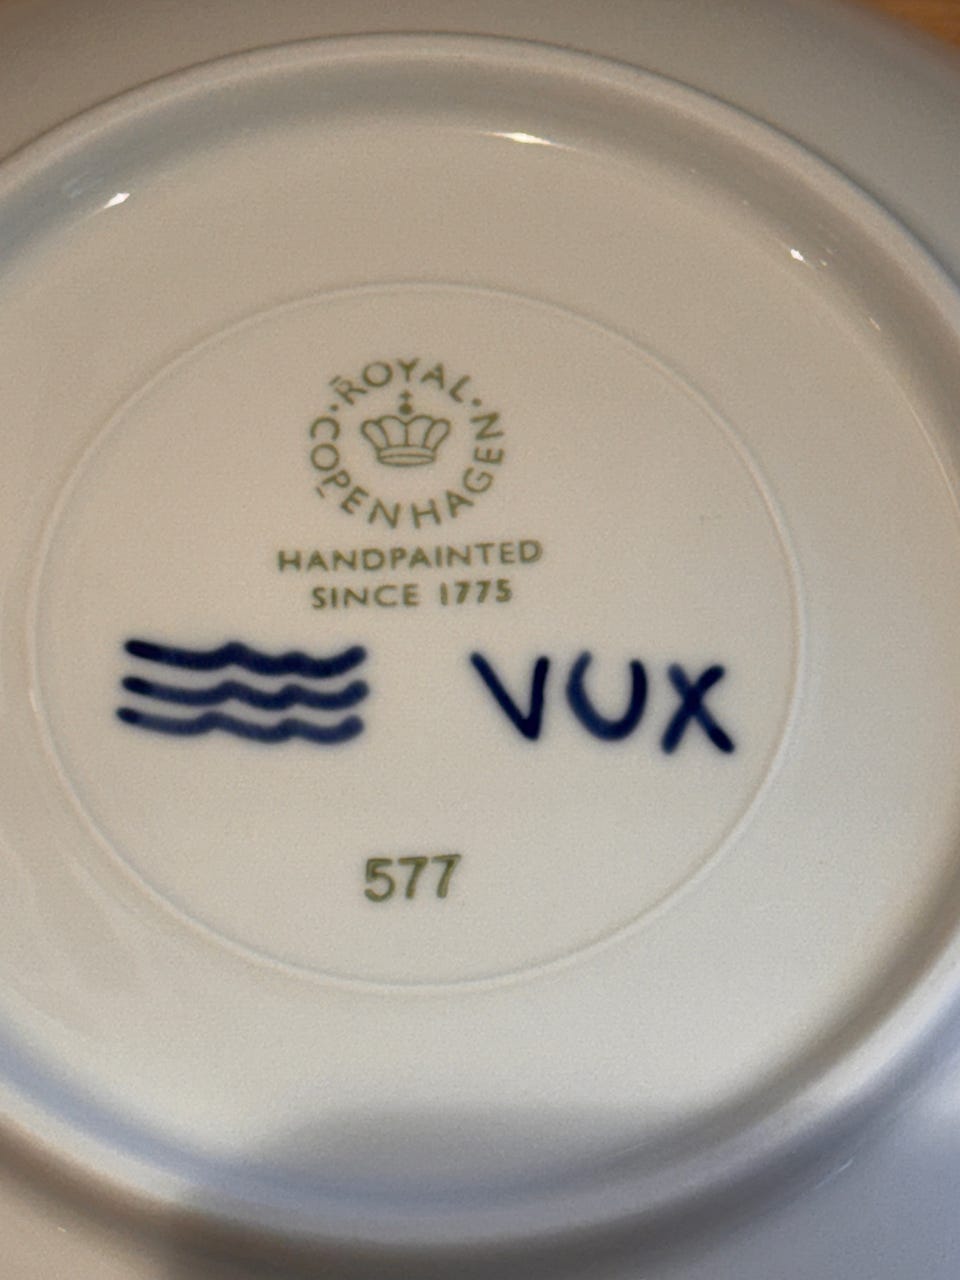 ROYAL · COPENHAGEN ·
HANDPAINTED
SINCE 1775
VUX
577